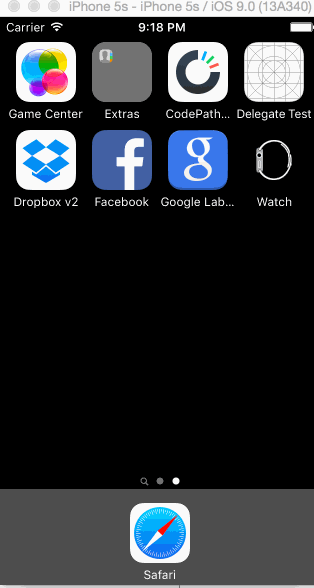 iPhone 5s - iPhone 5s / iOS 9.0 (13A340)
Carrier 9:18 PM
Game Center Extras CodePath... Delegate Test
Dropbox v2 Facebook Google Lab... Watch
Safari